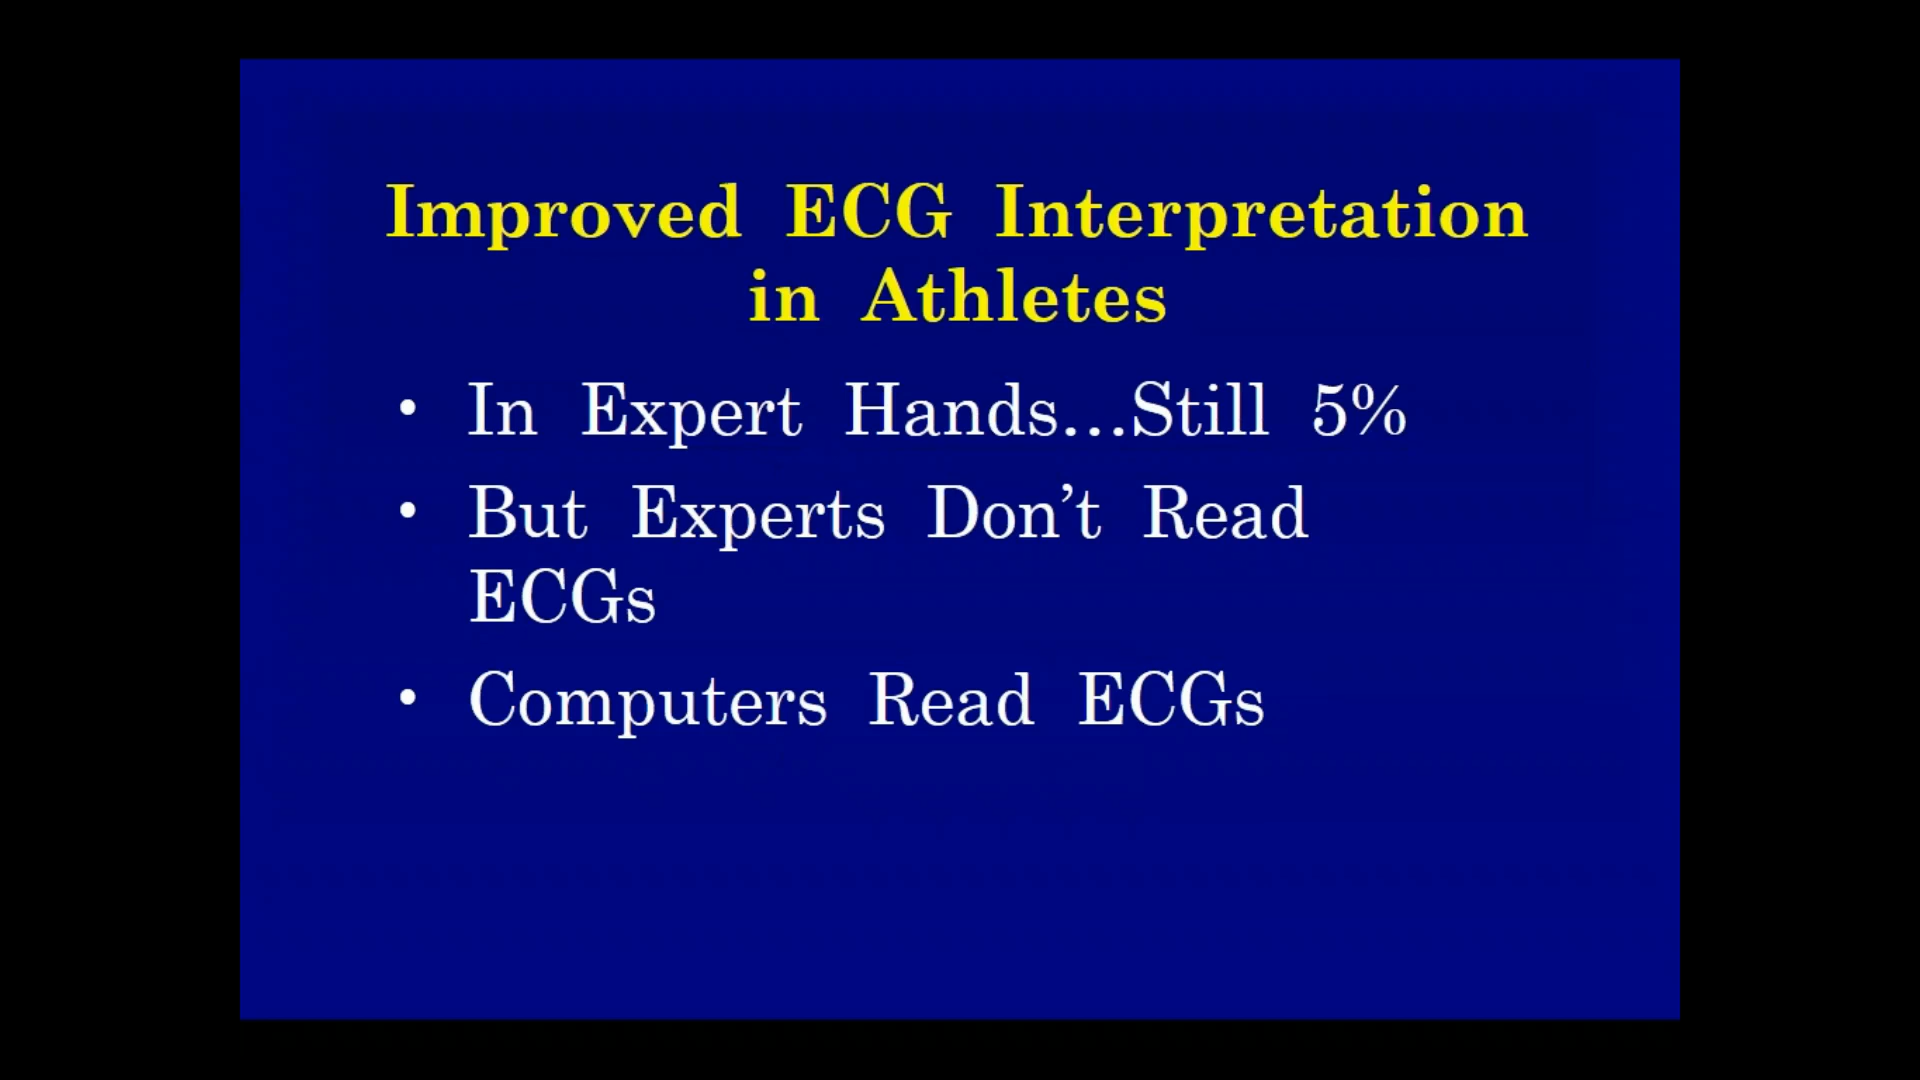 Improved ECG Interpretation
in Athletes
• In Expert Hands...Still 5%
• But Experts Don’t Read
ECGs
• Computers Read ECGs